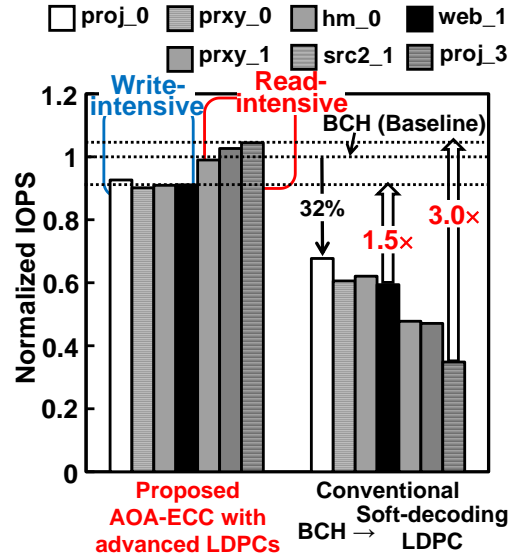 proj_0 prxy_0 hm_0 web_1
prxy_1 src2_1 proj_3
Normalized IOPS
1.2
1
0.8
0.6
0.4
0.2
0
Write-
intensive
Read-
intensive
BCH (Baseline)
32%
1.5×
3.0×
Proposed
AOA-ECC with
advanced LDPCs
Conventional
BCH → Soft-decoding
LDPC